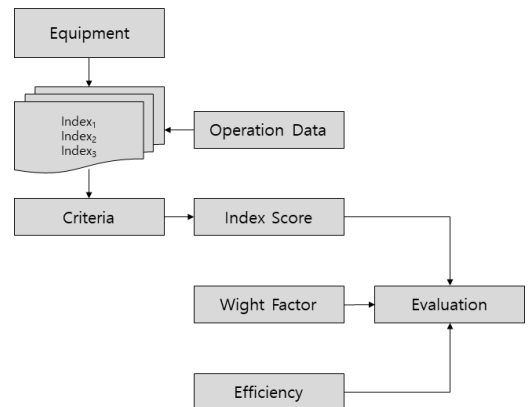 Equipment
Index₁
Index₂
Index₃
Operation Data
Criteria
Index Score
Wight Factor
Evaluation
Efficiency